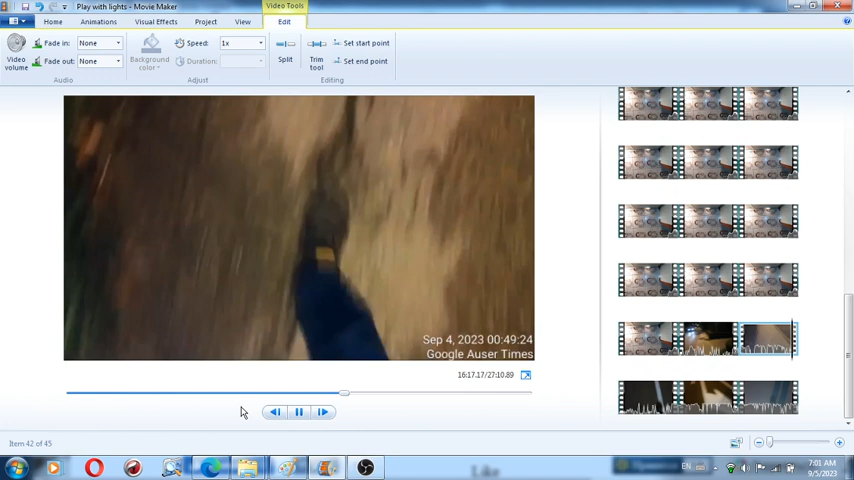 Play with lights - Movie Maker
Video Tools
Home Animations Visual Effects Project View Edit
Video volume
Fade in: None
Fade out: None
Audio
Background color
Speed: 1x
Duration:
Adjust
Split
Trim tool
Set start point
Set end point
Editing
Sep 4, 2023 00:49:24
Google Auser Times
16:17.17/27:10.89
Item 42 of 45
Like
EN
7:01 AM
9/5/2023